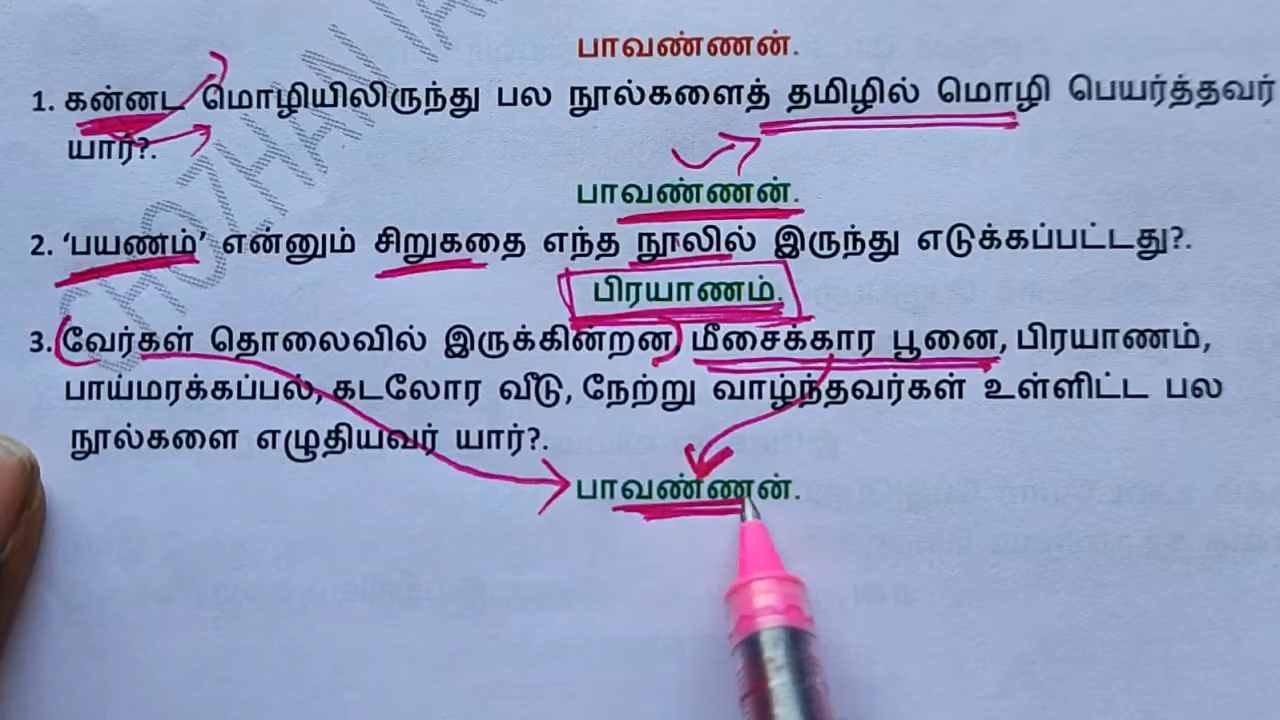 பாவண்ணன்.
1. கன்னட மொழியிலிருந்து பல நூல்களைத் தமிழில் மொழி பெயர்த்தவர்
யார்?.
பாவண்ணன்.
2. ‘பயணம்’ என்னும் சிறுகதை எந்த நூலில் இருந்து எடுக்கப்பட்டது?.
பிரயாணம்.
3. வேர்கள் தொலைவில் இருக்கின்றன, மீசைக்கார பூனை, பிரயாணம்,
பாய்மரக்கப்பல், கடலோர வீடு, நேற்று வாழ்ந்தவர்கள் உள்ளிட்ட பல
நூல்களை எழுதியவர் யார்?.
பாவண்ணன்.